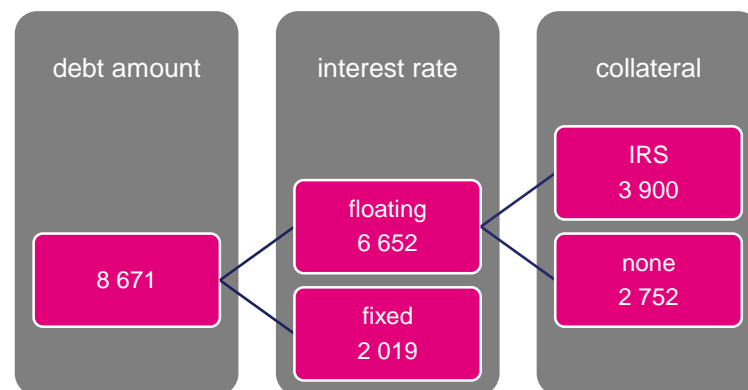 debt amount
8 671
interest rate
floating
6 652
fixed
2 019
collateral
IRS
3 900
none
2 752